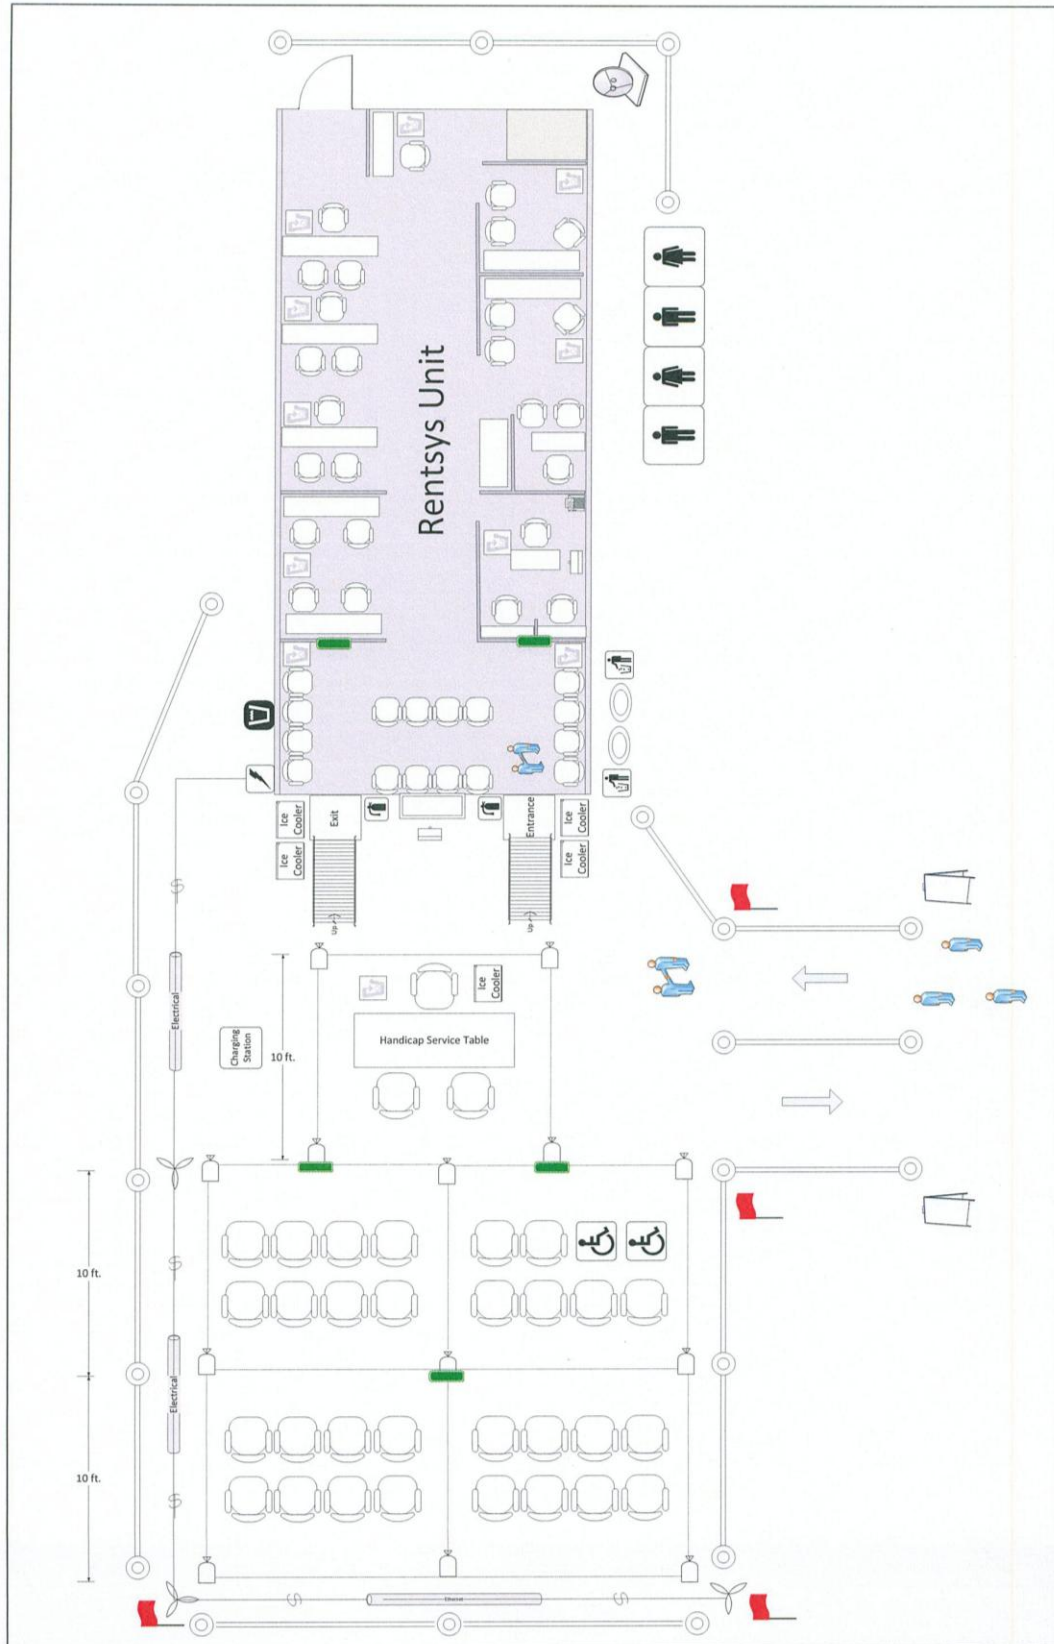 Rentsys Unit
Ice
Cooler
Ice
Cooler
Exit
Entrance
Ice
Cooler
Ice
Cooler
Up
Up
Electrical
Charging
Station
10 ft.
Ice
Cooler
Handicap Service Table
10 ft.
Electrical
10 ft.